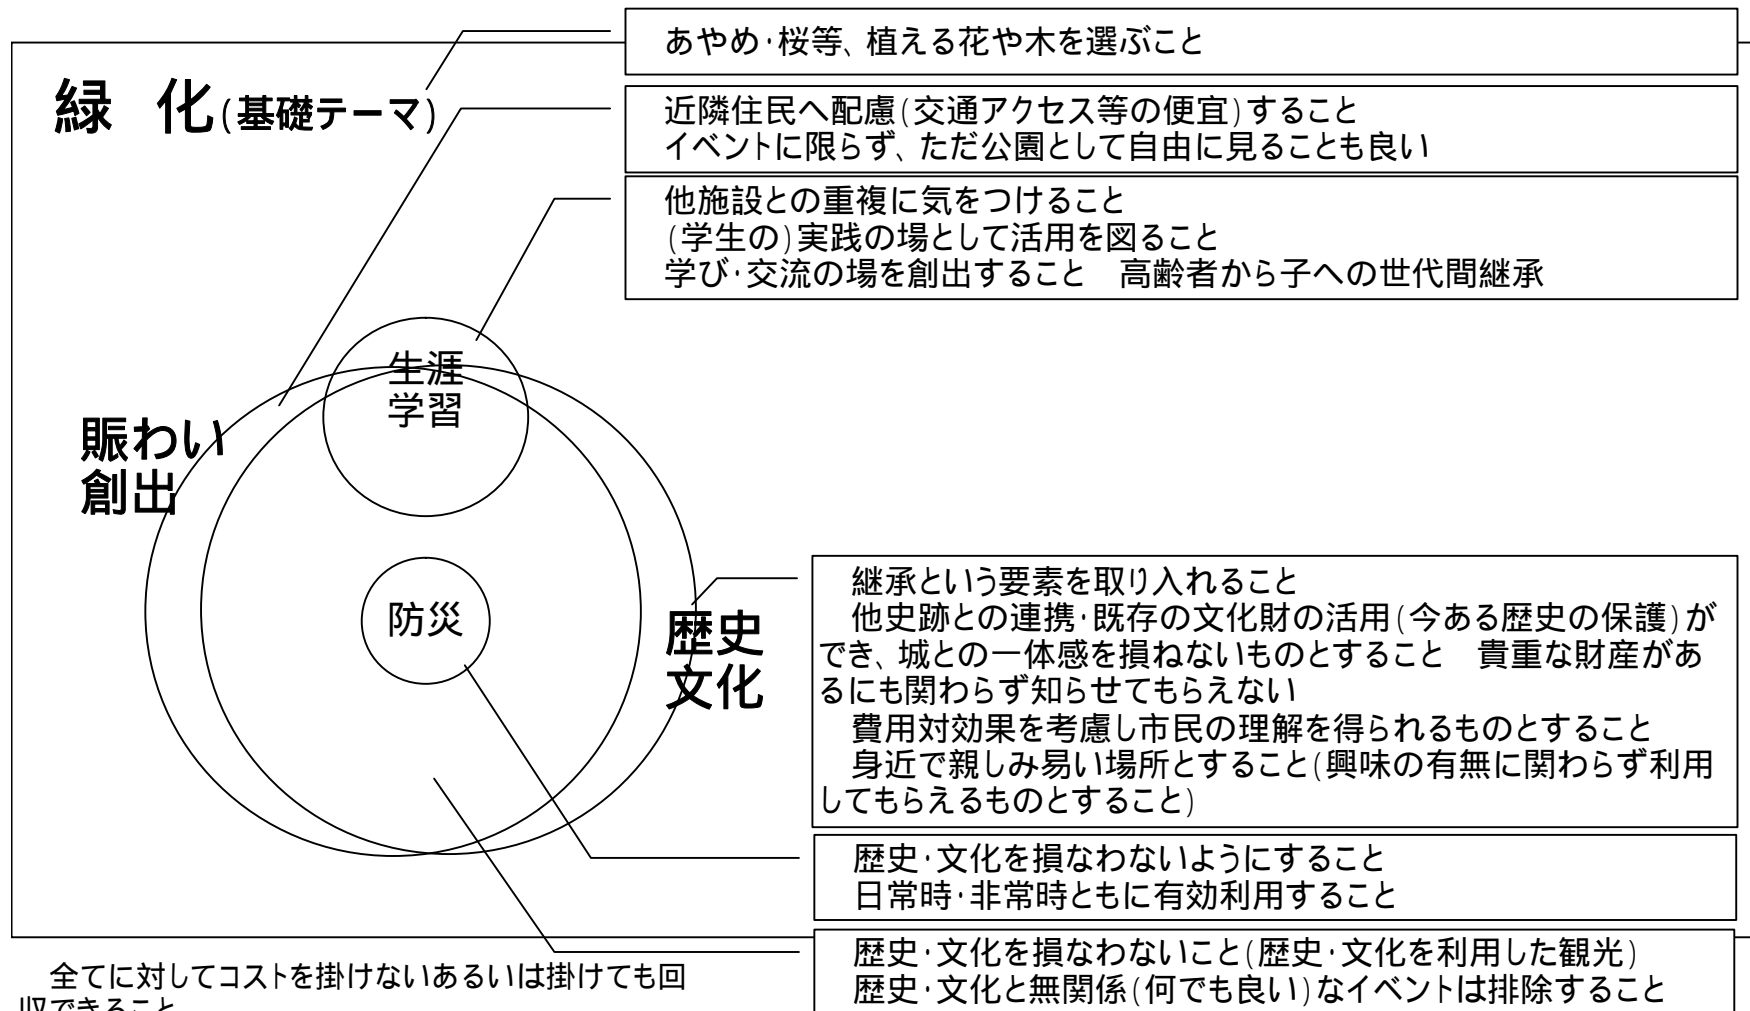 あやめ・桜等、植える花や木を選ぶこと
緑　化(基礎テーマ)
近隣住民へ配慮(交通アクセス等の便宜)すること
イベントに限らず、ただ公園として自由に見ることも良い
他施設との重複に気をつけること
(学生の)実践の場として活用を図ること
学び・交流の場を創出すること　高齢者から子への世代間継承
生涯
学習
賑わい
創出
防災
歴史
文化
継承という要素を取り入れること
他史跡との連携・既存の文化財の活用(今ある歴史の保護)が
でき、城との一体感を損ねないものとすること　貴重な財産があ
るにも関わらず知らせてもらえない
費用対効果を考慮し市民の理解を得られるものとすること
身近で親しみ易い場所とすること(興味の有無に関わらず利用
してもらえるものとすること)
歴史・文化を損なわないようにすること
日常時・非常時ともに有効利用すること
歴史・文化を損なわないこと(歴史・文化を利用した観光)
歴史・文化と無関係(何でも良い)なイベントは排除すること
全てに対してコストを掛けないあるいは掛けても回
収できること